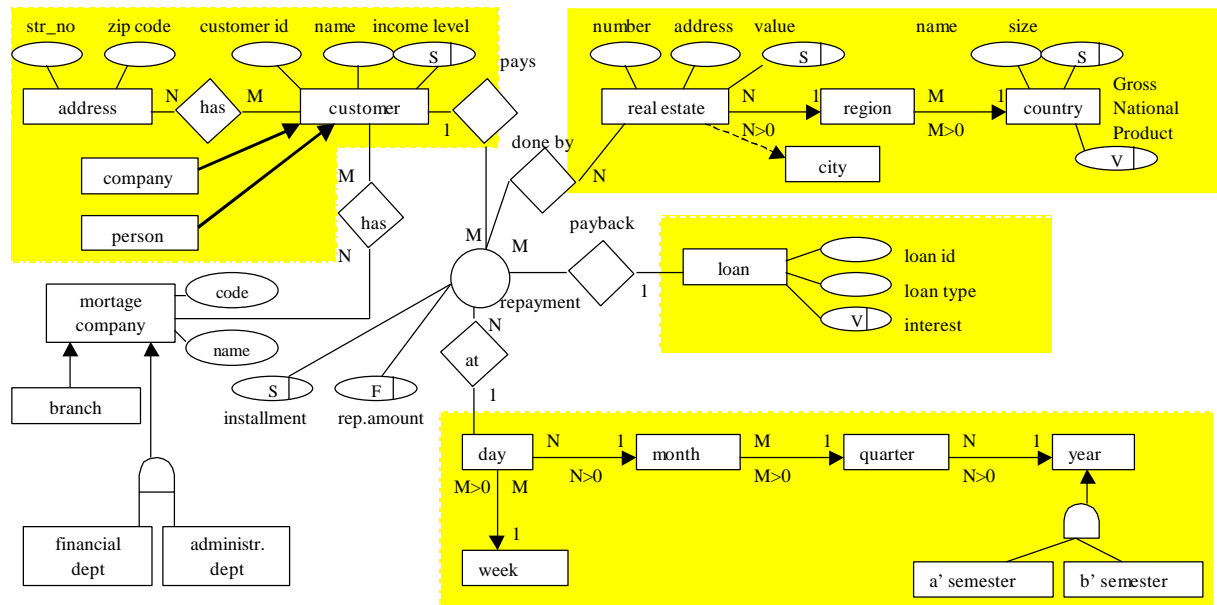 str_no
zip code
customer id
name
income level
S
address
N
has
M
customer
1
pays
company
person
M
has
N
number
address
value
S
name
size
S
real estate
N
1
N>0
region
M
1
M>0
country
Gross
National
Product
V
city
done by
N
M
M
payback
1
repayment
N
loan
loan id
loan type
V
interest
mortage
company
code
name
S
installment
F
rep.amount
at
1
branch
financial
dept
administr.
dept
day
N
1
N>0
month
M
1
M>0
quarter
N
1
N>0
year
M>0
M
1
week
a’ semester
b’ semester